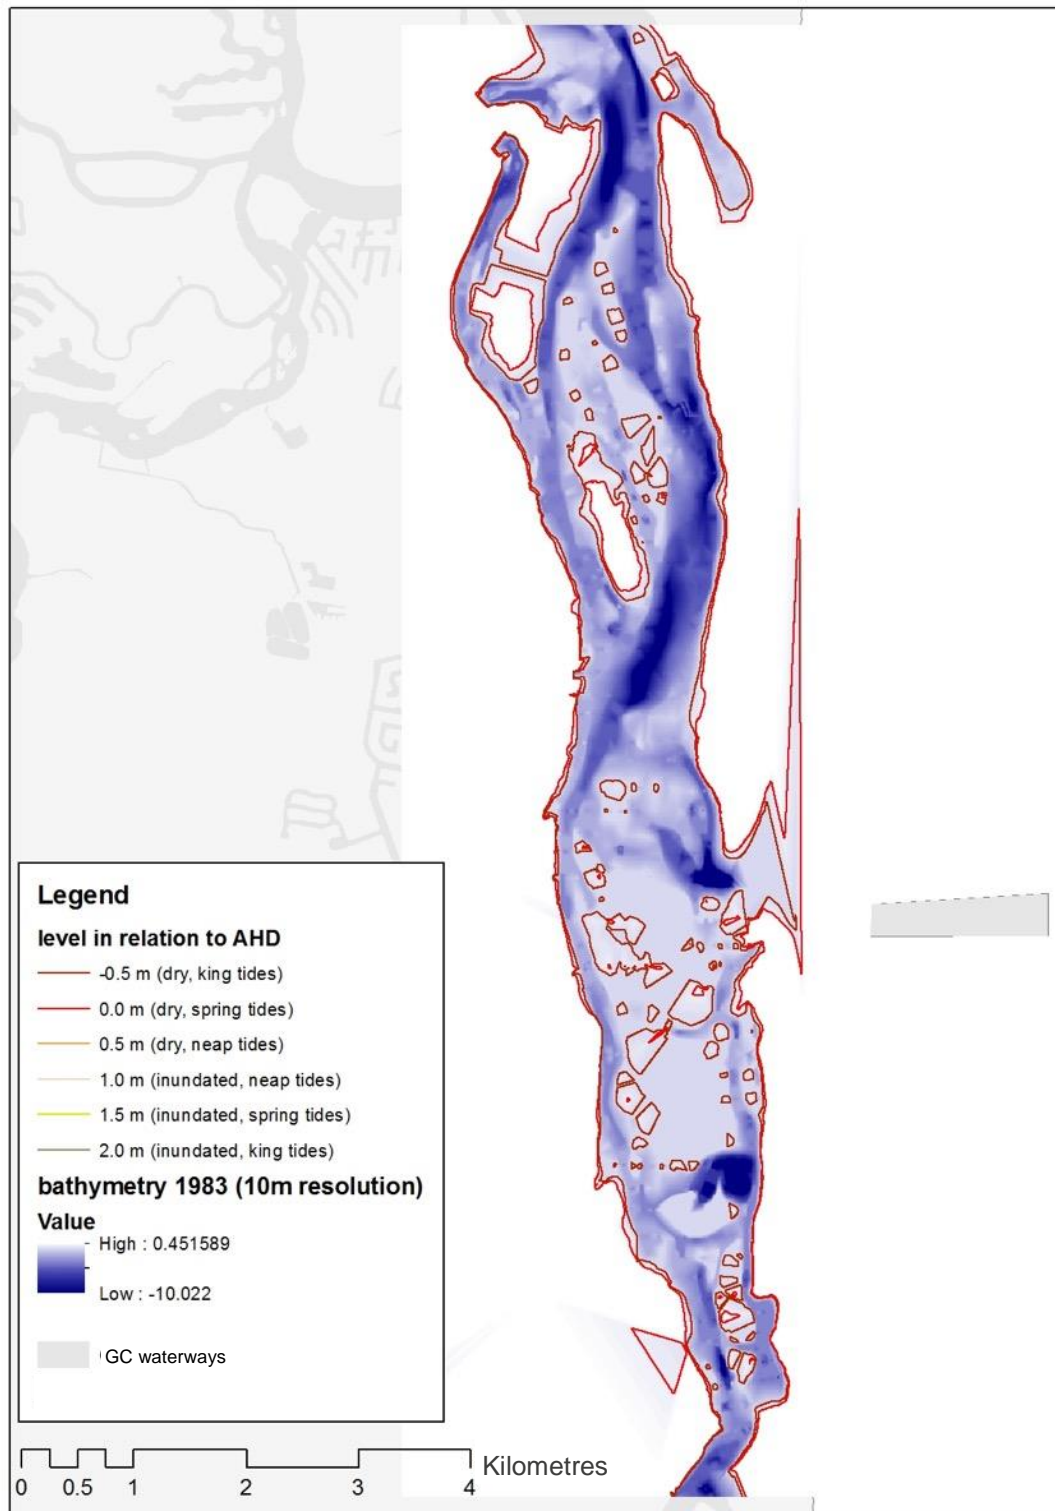 Legend
level in relation to AHD
-0.5 m (dry, king tides)
0.0 m (dry, spring tides)
0.5 m (dry, neap tides)
1.0 m (inundated, neap tides)
1.5 m (inundated, spring tides)
2.0 m (inundated, king tides)
bathymetry 1983 (10m resolution)
Value
High : 0.451589
Low : -10.022
GC waterways
Kilometres
0 0.5 1 2 3 4